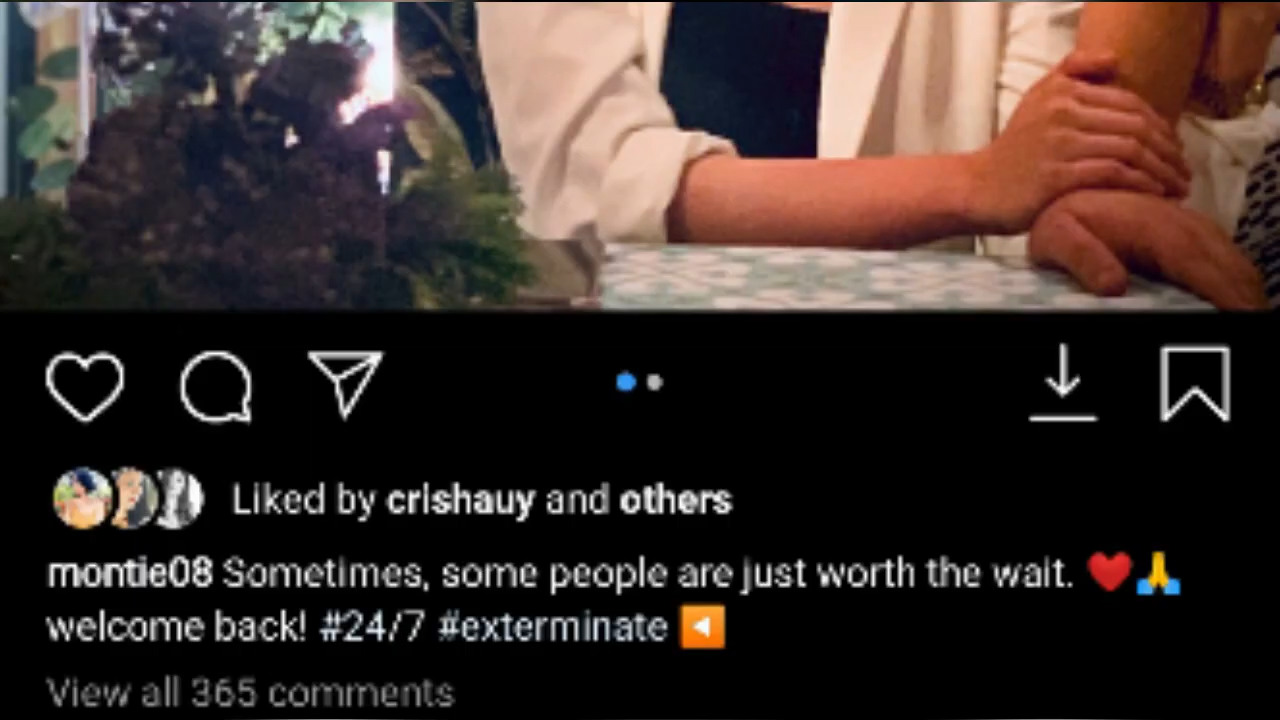 Liked by crishauy and others
montie08 Sometimes, some people are just worth the wait. ❤️🙏
welcome back! #24/7 #exterminate ◀️
View all 365 comments